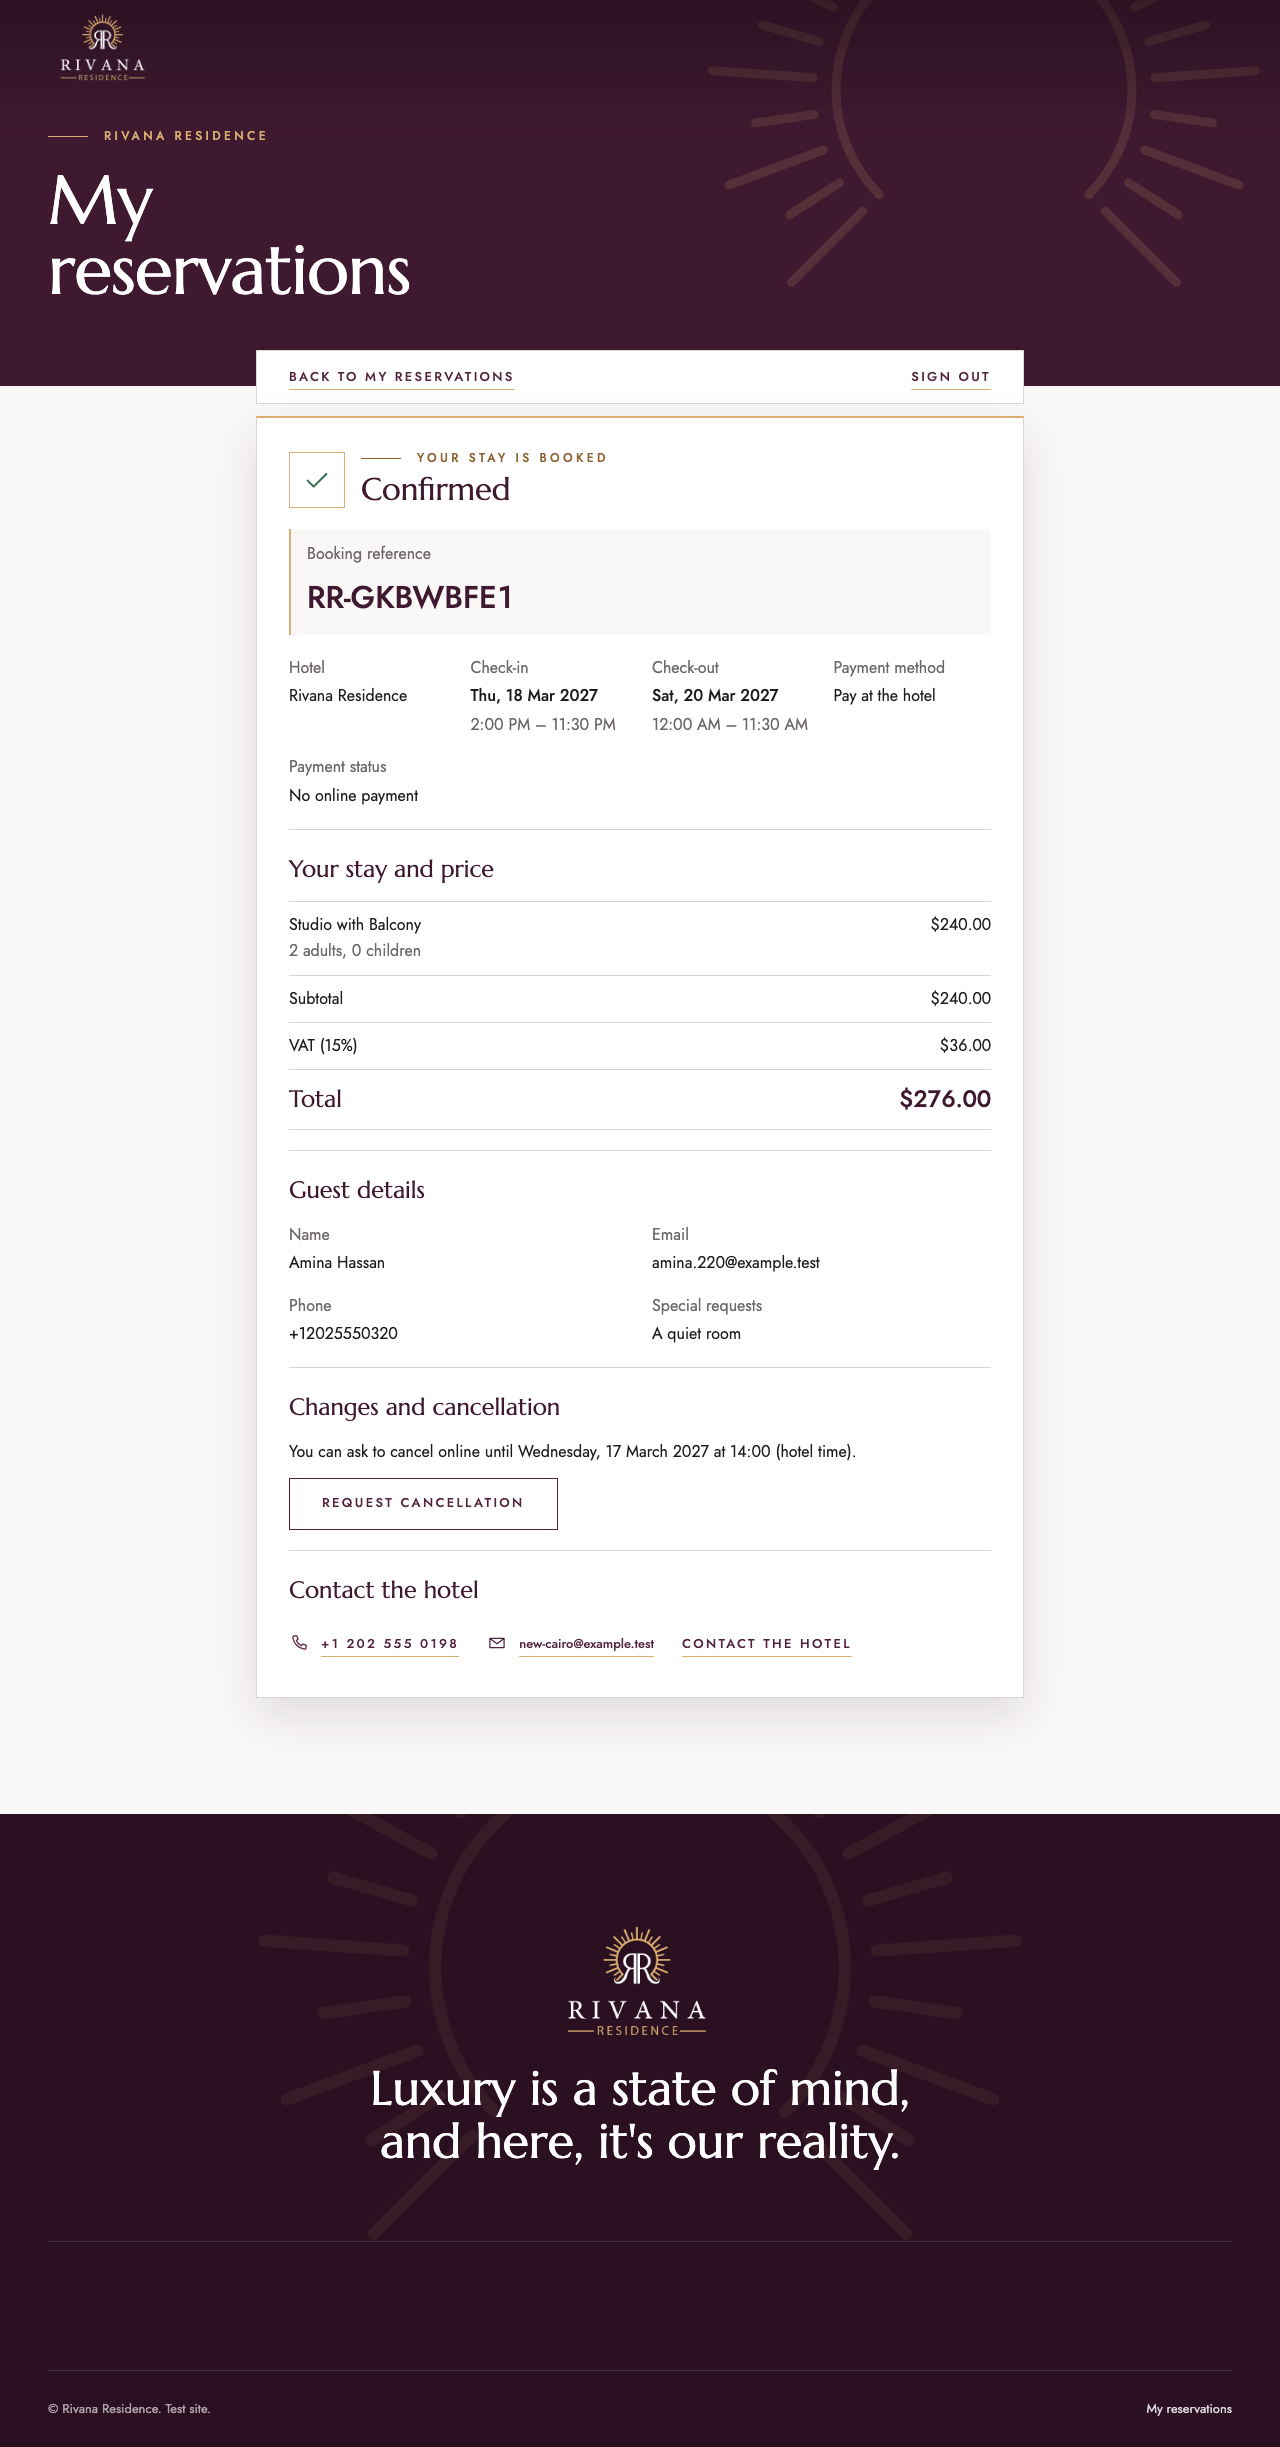 RIVANA
RESIDENCE
RIVANA RESIDENCE
My
reservations
BACK TO MY RESERVATIONS
SIGN OUT
YOUR STAY IS BOOKED
Confirmed
Booking reference
RR-GKBWBFE1
Hotel
Rivana Residence
Check-in
Thu, 18 Mar 2027
2:00 PM – 11:30 PM
Check-out
Sat, 20 Mar 2027
12:00 AM – 11:30 AM
Payment method
Pay at the hotel
Payment status
No online payment
Your stay and price
Studio with Balcony $240.00
2 adults, 0 children
Subtotal $240.00
VAT (15%) $36.00
Total $276.00
Guest details
Name
Amina Hassan
Email
amina.220@example.test
Phone
+12025550320
Special requests
A quiet room
Changes and cancellation
You can ask to cancel online until Wednesday, 17 March 2027 at 14:00 (hotel time).
REQUEST CANCELLATION
Contact the hotel
+1 202 555 0198 new-cairo@example.test CONTACT THE HOTEL
RIVANA
RESIDENCE
Luxury is a state of mind,
and here, it's our reality.
© Rivana Residence. Test site.
My reservations